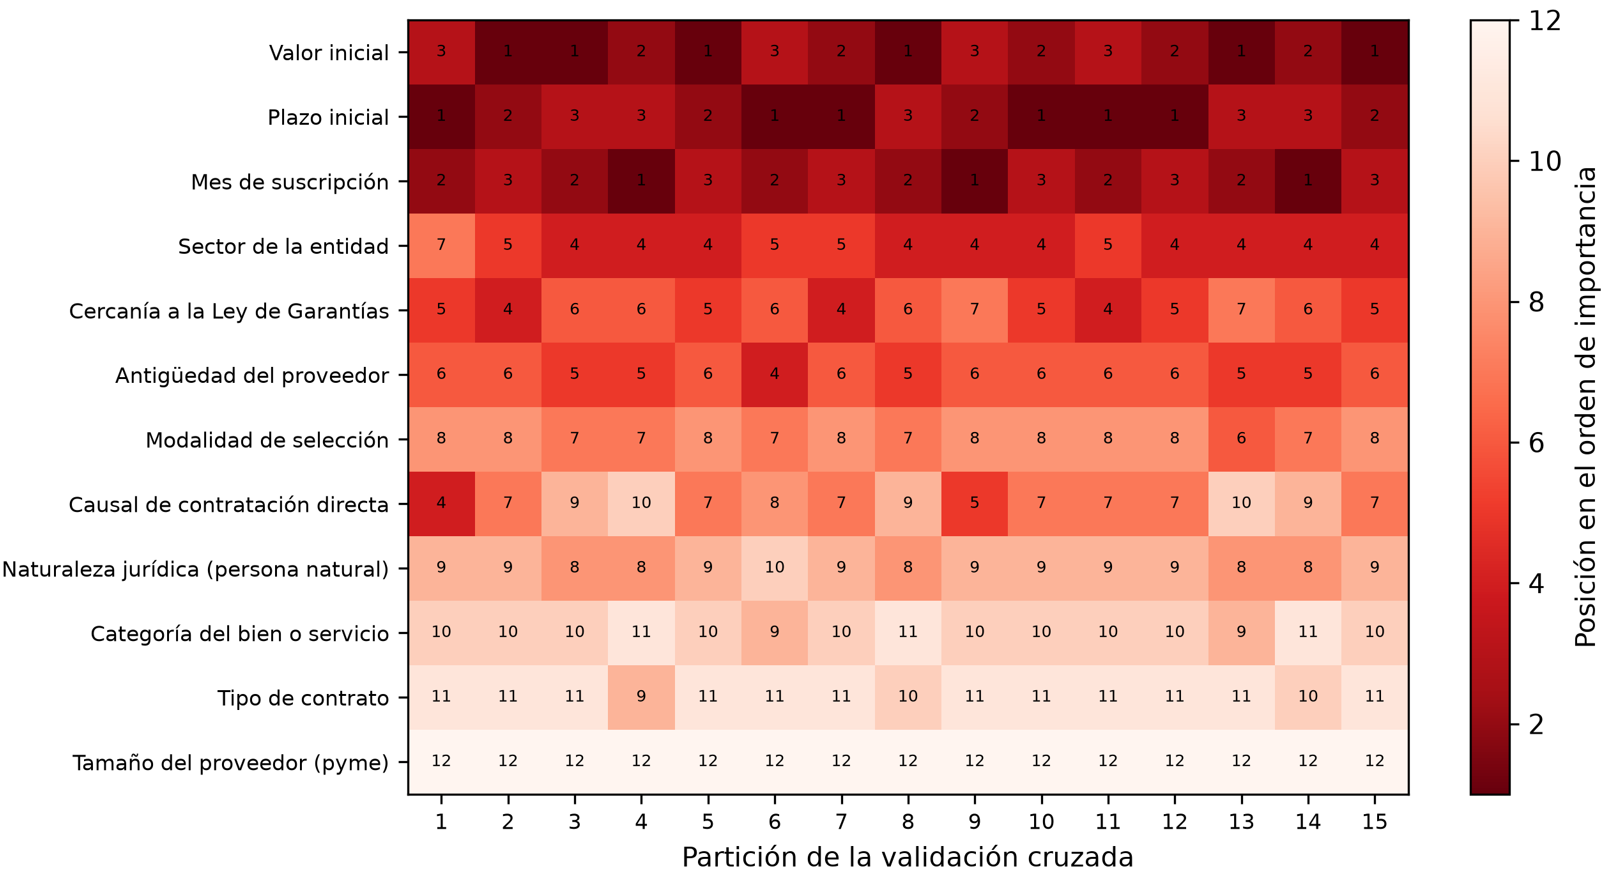 Valor inicial 3 1 1 2 1 3 2 1 3 2 3 2 1 2 1
Plazo inicial 1 2 3 3 2 1 1 3 2 1 1 1 3 3 2
Mes de suscripción 2 3 2 1 3 2 3 2 1 3 2 3 2 1 3
Sector de la entidad 7 5 4 4 4 5 5 4 4 4 5 4 4 4 4
Cercanía a la Ley de Garantías 5 4 6 6 5 6 4 6 7 5 4 5 7 6 5
Antigüedad del proveedor 6 6 5 5 6 4 6 5 6 6 6 6 5 5 6
Modalidad de selección 8 8 7 7 8 7 8 7 8 8 8 8 6 7 8
Causal de contratación directa 4 7 9 10 7 8 7 9 5 7 7 7 10 9 7
Naturaleza jurídica (persona natural) 9 9 8 8 9 10 9 8 9 9 9 9 8 8 9
Categoría del bien o servicio 10 10 10 11 10 9 10 11 10 10 10 10 9 11 10
Tipo de contrato 11 11 11 9 11 11 11 10 11 11 11 11 11 10 11
Tamaño del proveedor (pyme) 12 12 12 12 12 12 12 12 12 12 12 12 12 12 12
1 2 3 4 5 6 7 8 9 10 11 12 13 14 15
Partición de la validación cruzada
12
10
8
6
4
2
Posición en el orden de importancia